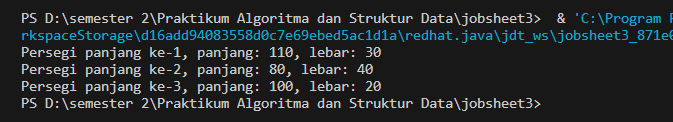 PS D:\semester 2\Praktikum Algoritma dan Struktur Data\jobsheet3>  & 'C:\Program
rkspaceStorage\d16add94083558d0c7e69ebed5ac1d1a\redhat.java\jdt_ws\jobsheet3_871e
Persegi panjang ke-1, panjang: 110, lebar: 30
Persegi panjang ke-2, panjang: 80, lebar: 40
Persegi panjang ke-3, panjang: 100, lebar: 20
PS D:\semester 2\Praktikum Algoritma dan Struktur Data\jobsheet3>